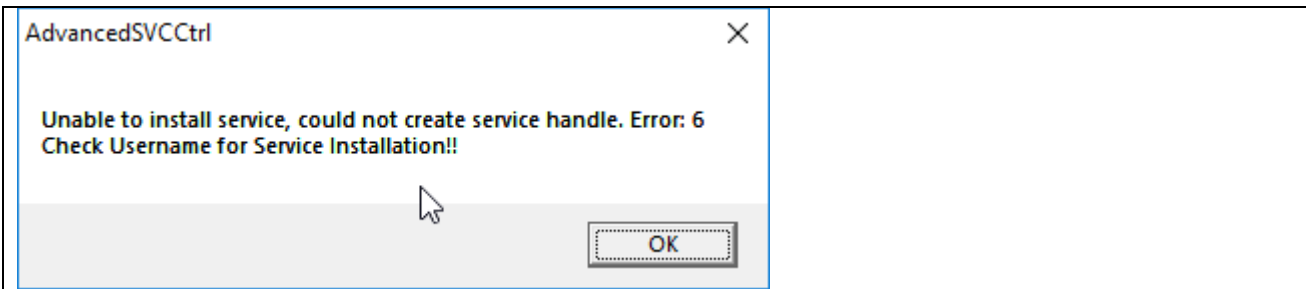 AdvancedSVCCtrl
Unable to install service, could not create service handle. Error: 6
Check Username for Service Installation!!
OK